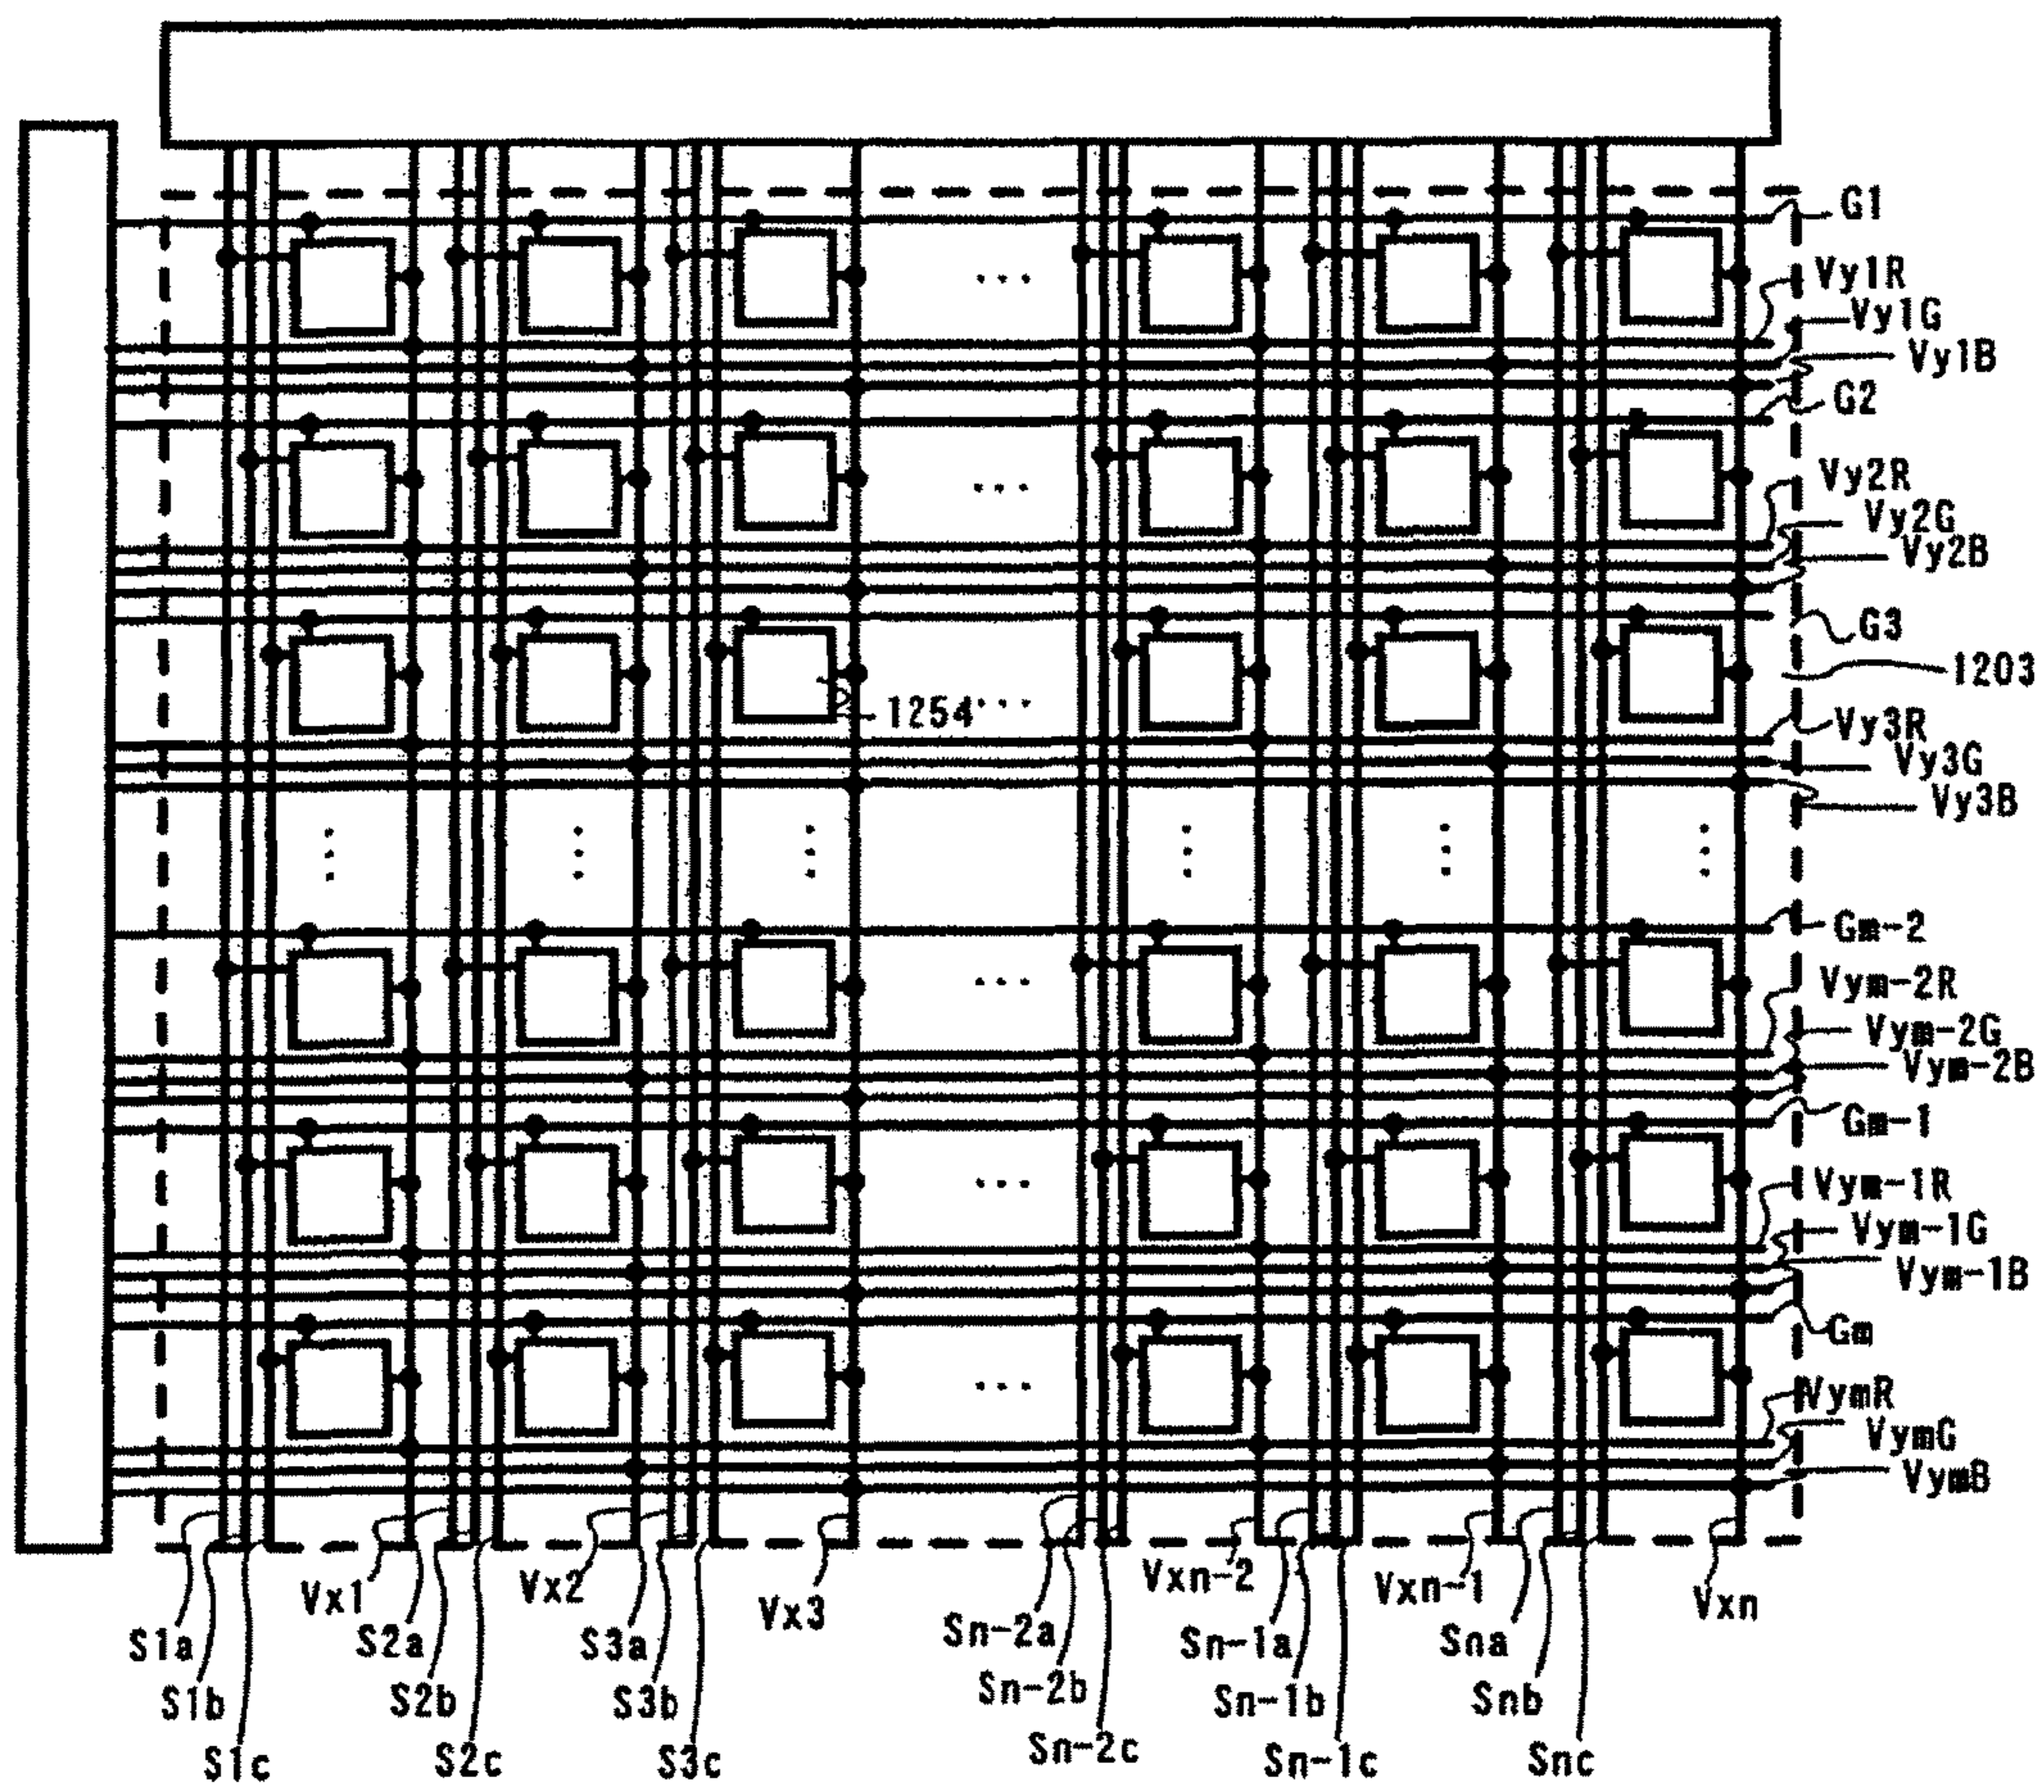 G1
Vy1R
Vy1G
Vy1B
G2
Vy2R
Vy2G
Vy2B
G3
1203
1254
Vy3R
Vy3G
Vy3B
Gm-2
Vym-2R
Vym-2G
Vym-2B
Gm-1
Vym-1R
Vym-1G
Vym-1B
Gm
VymR
VymG
VymB
Vx1
Vx2
Vx3
Vxn-2
Vxn-1
Vxn
S1a
S2a
S3a
Sn-2a
Sn-1a
Sna
S1b
S2b
S3b
Sn-2b
Sn-1b
Snb
S1c
S2c
S3c
Sn-2c
Sn-1c
Snc